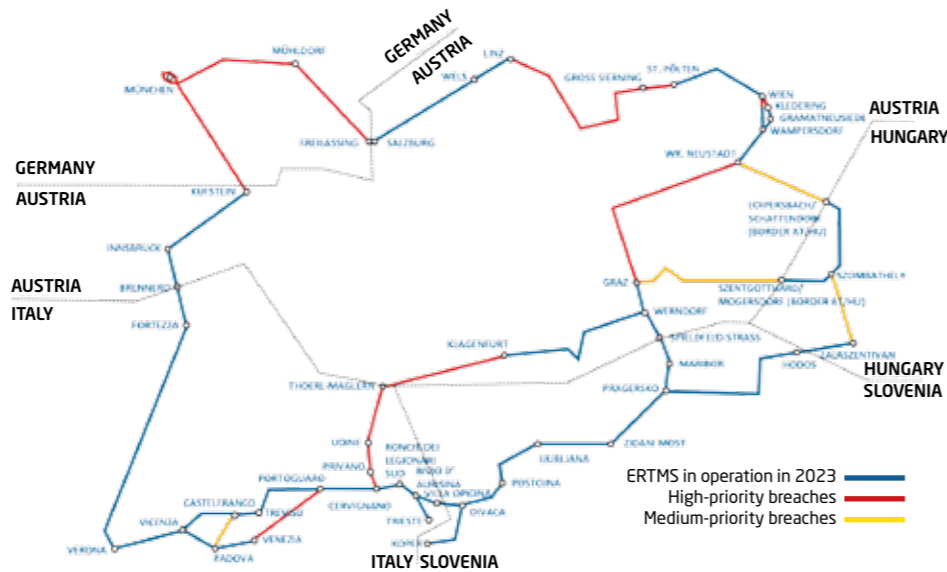 MÜHLDORF
GERMANY
AUSTRIA
LINZ
MÜNCHEN
WELS
GROSS SIERNING
ST. PÖLTEN
WIEN
KLEDERING
GRAMATNEUSIEDL
WAMPERSDORF
AUSTRIA
HUNGARY
FREILASSING
SALZBURG
WR. NEUSTADT
GERMANY
AUSTRIA
KUFSTEIN
LOIPERSBACH/
SCHATTENDORF
(BORDER AT/HU)
INNSBRUCK
AUSTRIA
ITALY
BRENNERO
GRAZ
SZENTGOTTHARD/
MOGERSDORF (BORDER AT/HU)
SZOMBATHELY
FORTEZZA
WERNDORF
SPIELFELD-STRASS
KLAGENFURT
MARIBOR
HODOS
ZALASZENTIVAN
HUNGARY
SLOVENIA
THOERL-MAGLERN
PRAGERSKO
UDINE
RONCHI DEI
LEGIONARI
SUD
ZIDANI MOST
LJUBLJANA
PRIVANO
BIVIO D'
AURISINA
PORTOGUARO
VILLA OPICINA
POSTOJNA
CASTELFRANCO
TREVISO
CERVIGNANO
DIVACA
VICENZA
TRIESTE
VENEZIA
KOPER
VERONA
PADOVA
ITALY SLOVENIA
ERTMS in operation in 2023
High-priority breaches
Medium-priority breaches